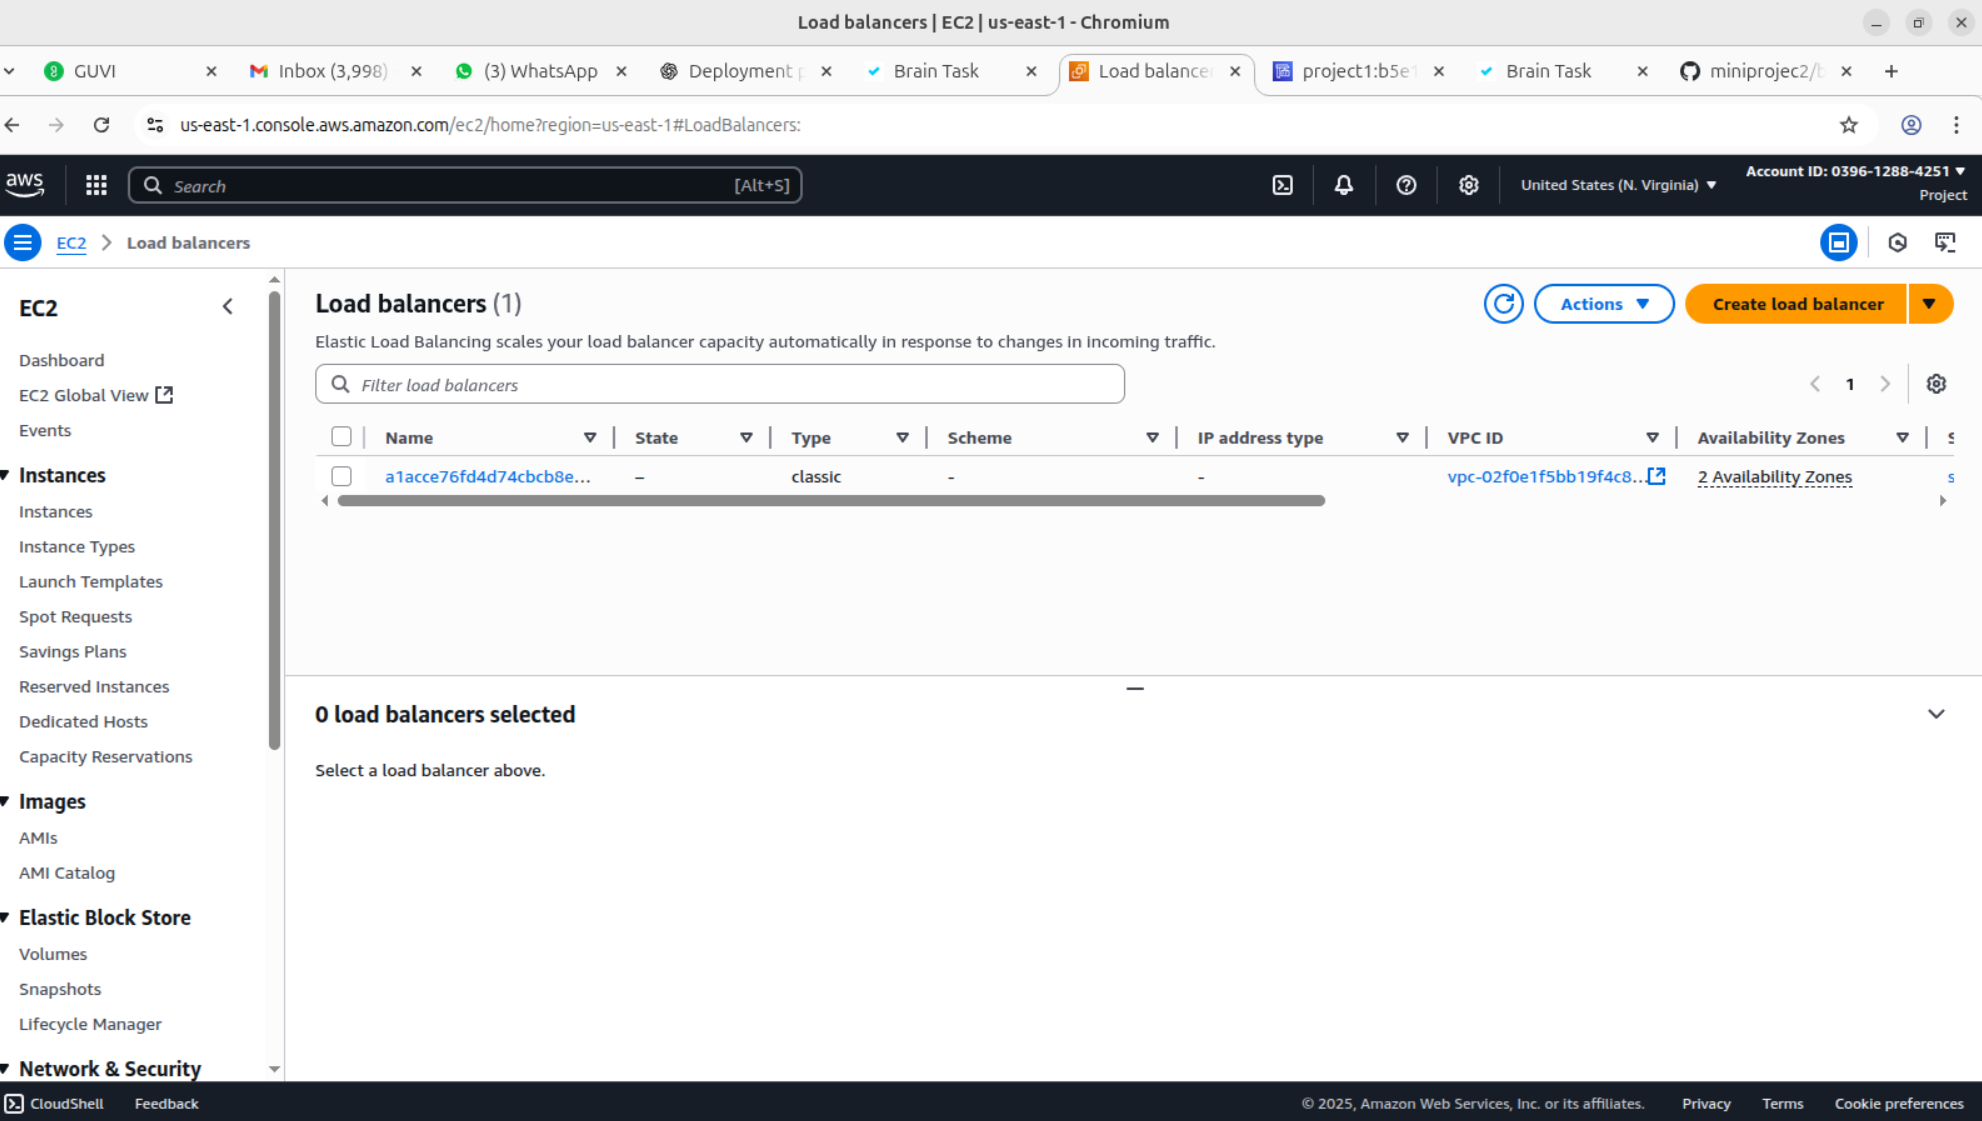 Load balancers | EC2 | us-east-1 - Chromium
GUVI
Inbox (3,998)
(3) WhatsApp
Deployment p
Brain Task
Load balancer
project1:b5e1
Brain Task
miniprojec2/b
us-east-1.console.aws.amazon.com/ec2/home?region=us-east-1#LoadBalancers:
aws
Search
[Alt+S]
United States (N. Virginia)
Account ID: 0396-1288-4251
Project
EC2
Load balancers
EC2
Dashboard
EC2 Global View
Events
Instances
Instances
Instance Types
Launch Templates
Spot Requests
Savings Plans
Reserved Instances
Dedicated Hosts
Capacity Reservations
Images
AMIs
AMI Catalog
Elastic Block Store
Volumes
Snapshots
Lifecycle Manager
Network & Security
Load balancers (1)
Actions
Create load balancer
Elastic Load Balancing scales your load balancer capacity automatically in response to changes in incoming traffic.
Filter load balancers
1
Name State Type Scheme IP address type VPC ID Availability Zones S
a1acce76fd4d74cbcb8e... – classic - - vpc-02f0e1f5bb19f4c8... 2 Availability Zones s
0 load balancers selected
Select a load balancer above.
CloudShell
Feedback
© 2025, Amazon Web Services, Inc. or its affiliates.
Privacy
Terms
Cookie preferences